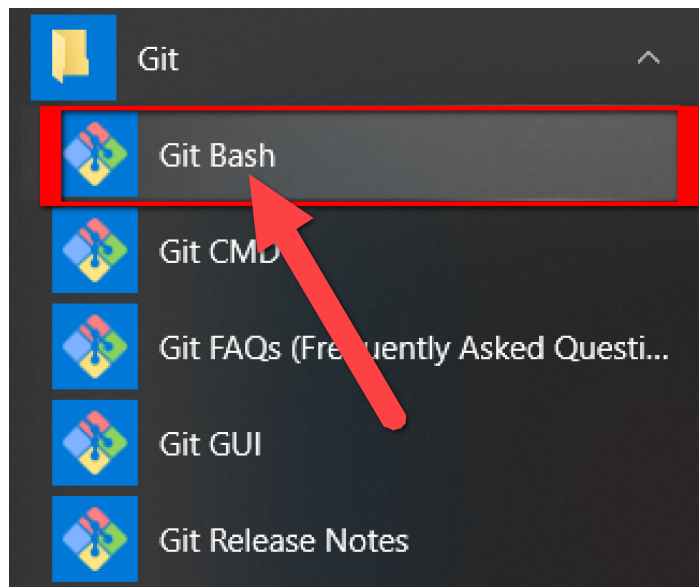 Git
Git Bash
Git CMD
Git FAQs (Frequently Asked Questi...
Git GUI
Git Release Notes